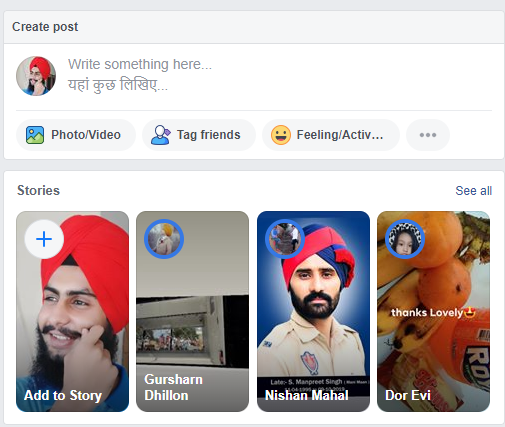 Create post
Write something here...
यहां कुछ लिखिए...
Photo/Video
Tag friends
Feeling/Activ...
Stories
See all
thanks Lovely
Late:- S. Manpreet Singh
Add to Story
Gursharn
Dhillon
Nishan Mahal
Dor Evi